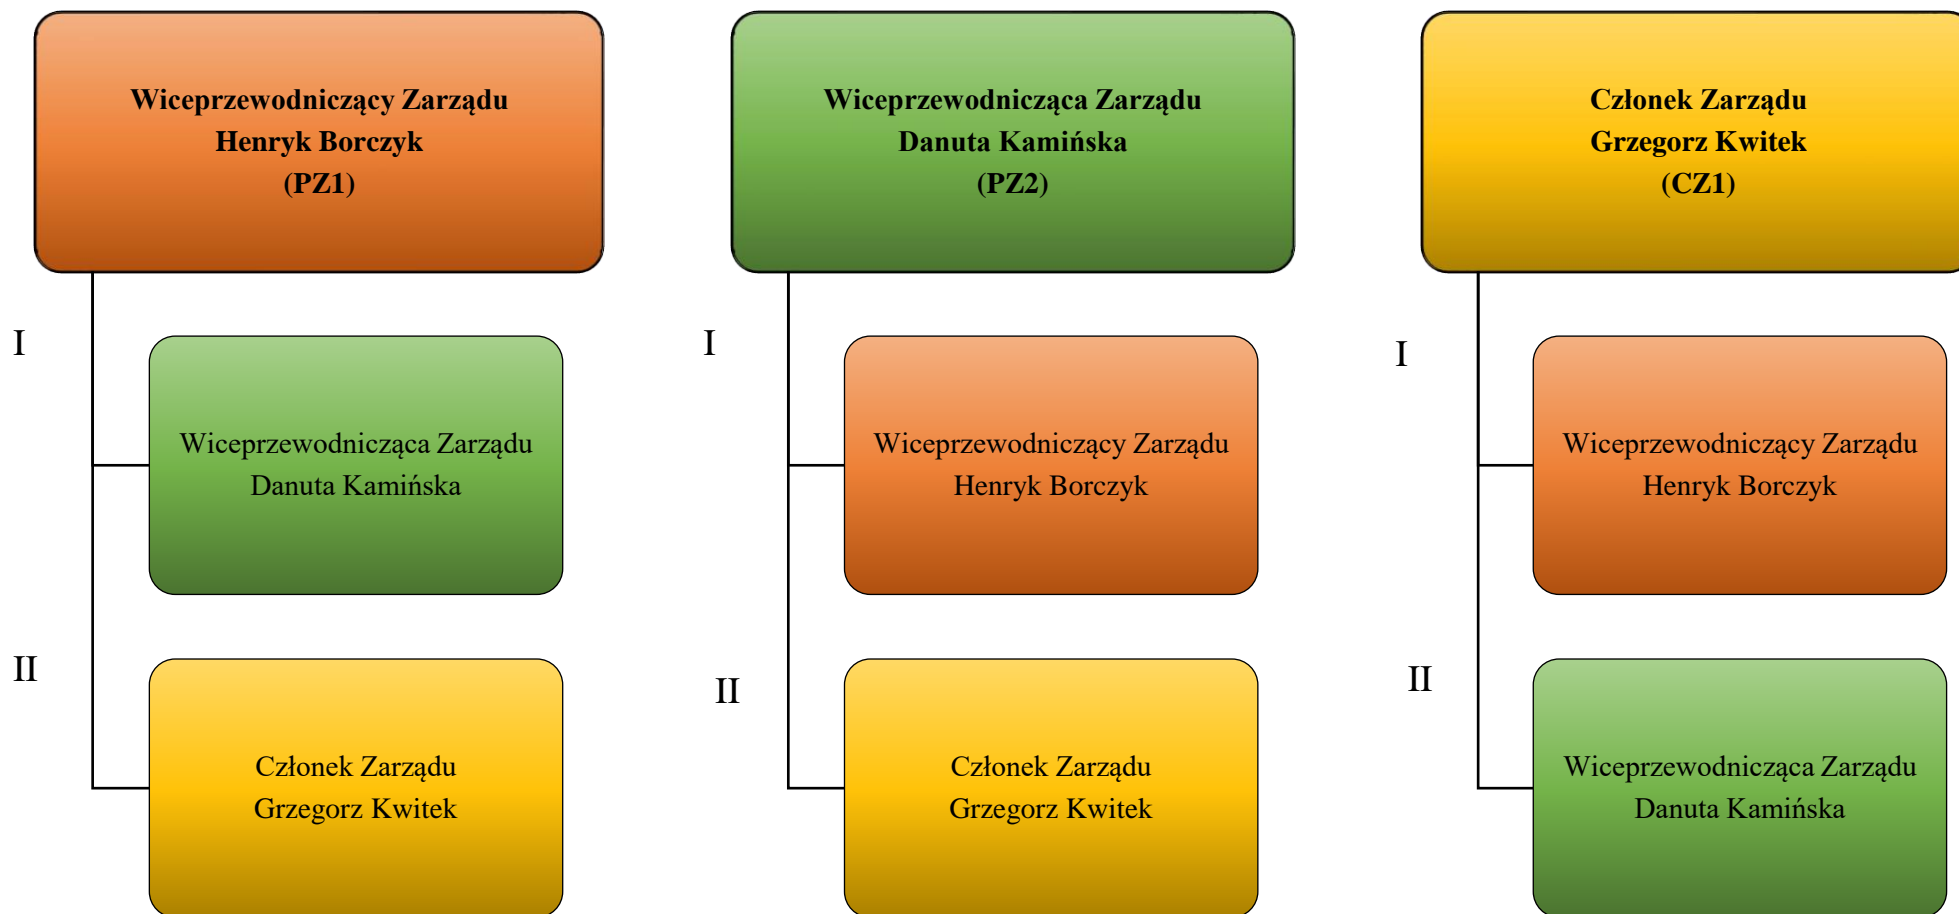 Wiceprzewodniczący Zarządu
Henryk Borczyk
(PZ1)
I
Wiceprzewodnicząca Zarządu
Danuta Kamińska
II
Członek Zarządu
Grzegorz Kwitek
Wiceprzewodnicząca Zarządu
Danuta Kamińska
(PZ2)
I
Wiceprzewodniczący Zarządu
Henryk Borczyk
II
Członek Zarządu
Grzegorz Kwitek
Członek Zarządu
Grzegorz Kwitek
(CZ1)
I
Wiceprzewodniczący Zarządu
Henryk Borczyk
II
Wiceprzewodnicząca Zarządu
Danuta Kamińska